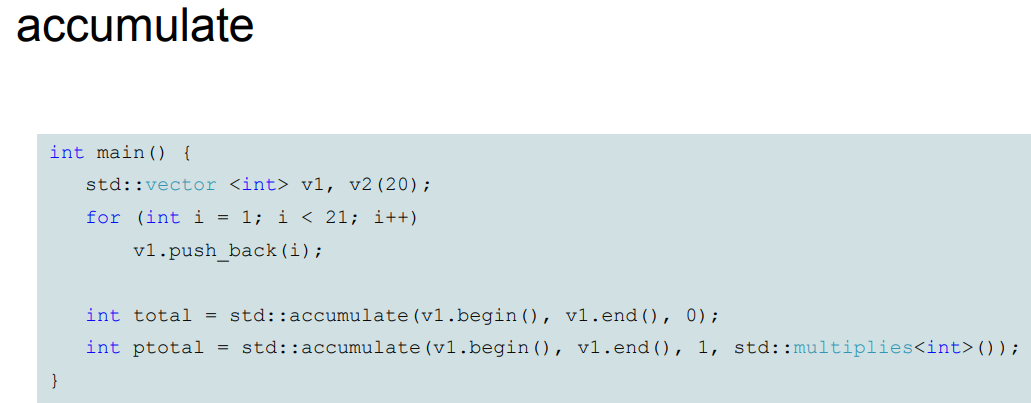 accumulate
int main() {
std::vector <int> v1, v2(20);
for (int i = 1; i < 21; i++)
v1.push_back(i);
int total = std::accumulate(v1.begin(), v1.end(), 0);
int ptotal = std::accumulate(v1.begin(), v1.end(), 1, std::multiplies<int>());
}